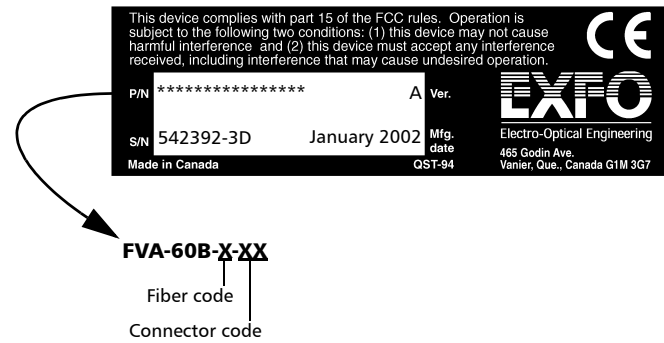 This device complies with part 15 of the FCC rules. Operation is
subject to the following two conditions: (1) this device may not cause
harmful interference and (2) this device must accept any interference
received, including interference that may cause undesired operation.
CE
P/N **************** A Ver.
EXFO
Electro-Optical Engineering
S/N 542392-3D January 2002 Mfg. date
465 Godin Ave.
Vanier, Que., Canada G1M 3G7
Made in Canada QST-94
FVA-60B-X-XX
Fiber code
Connector code